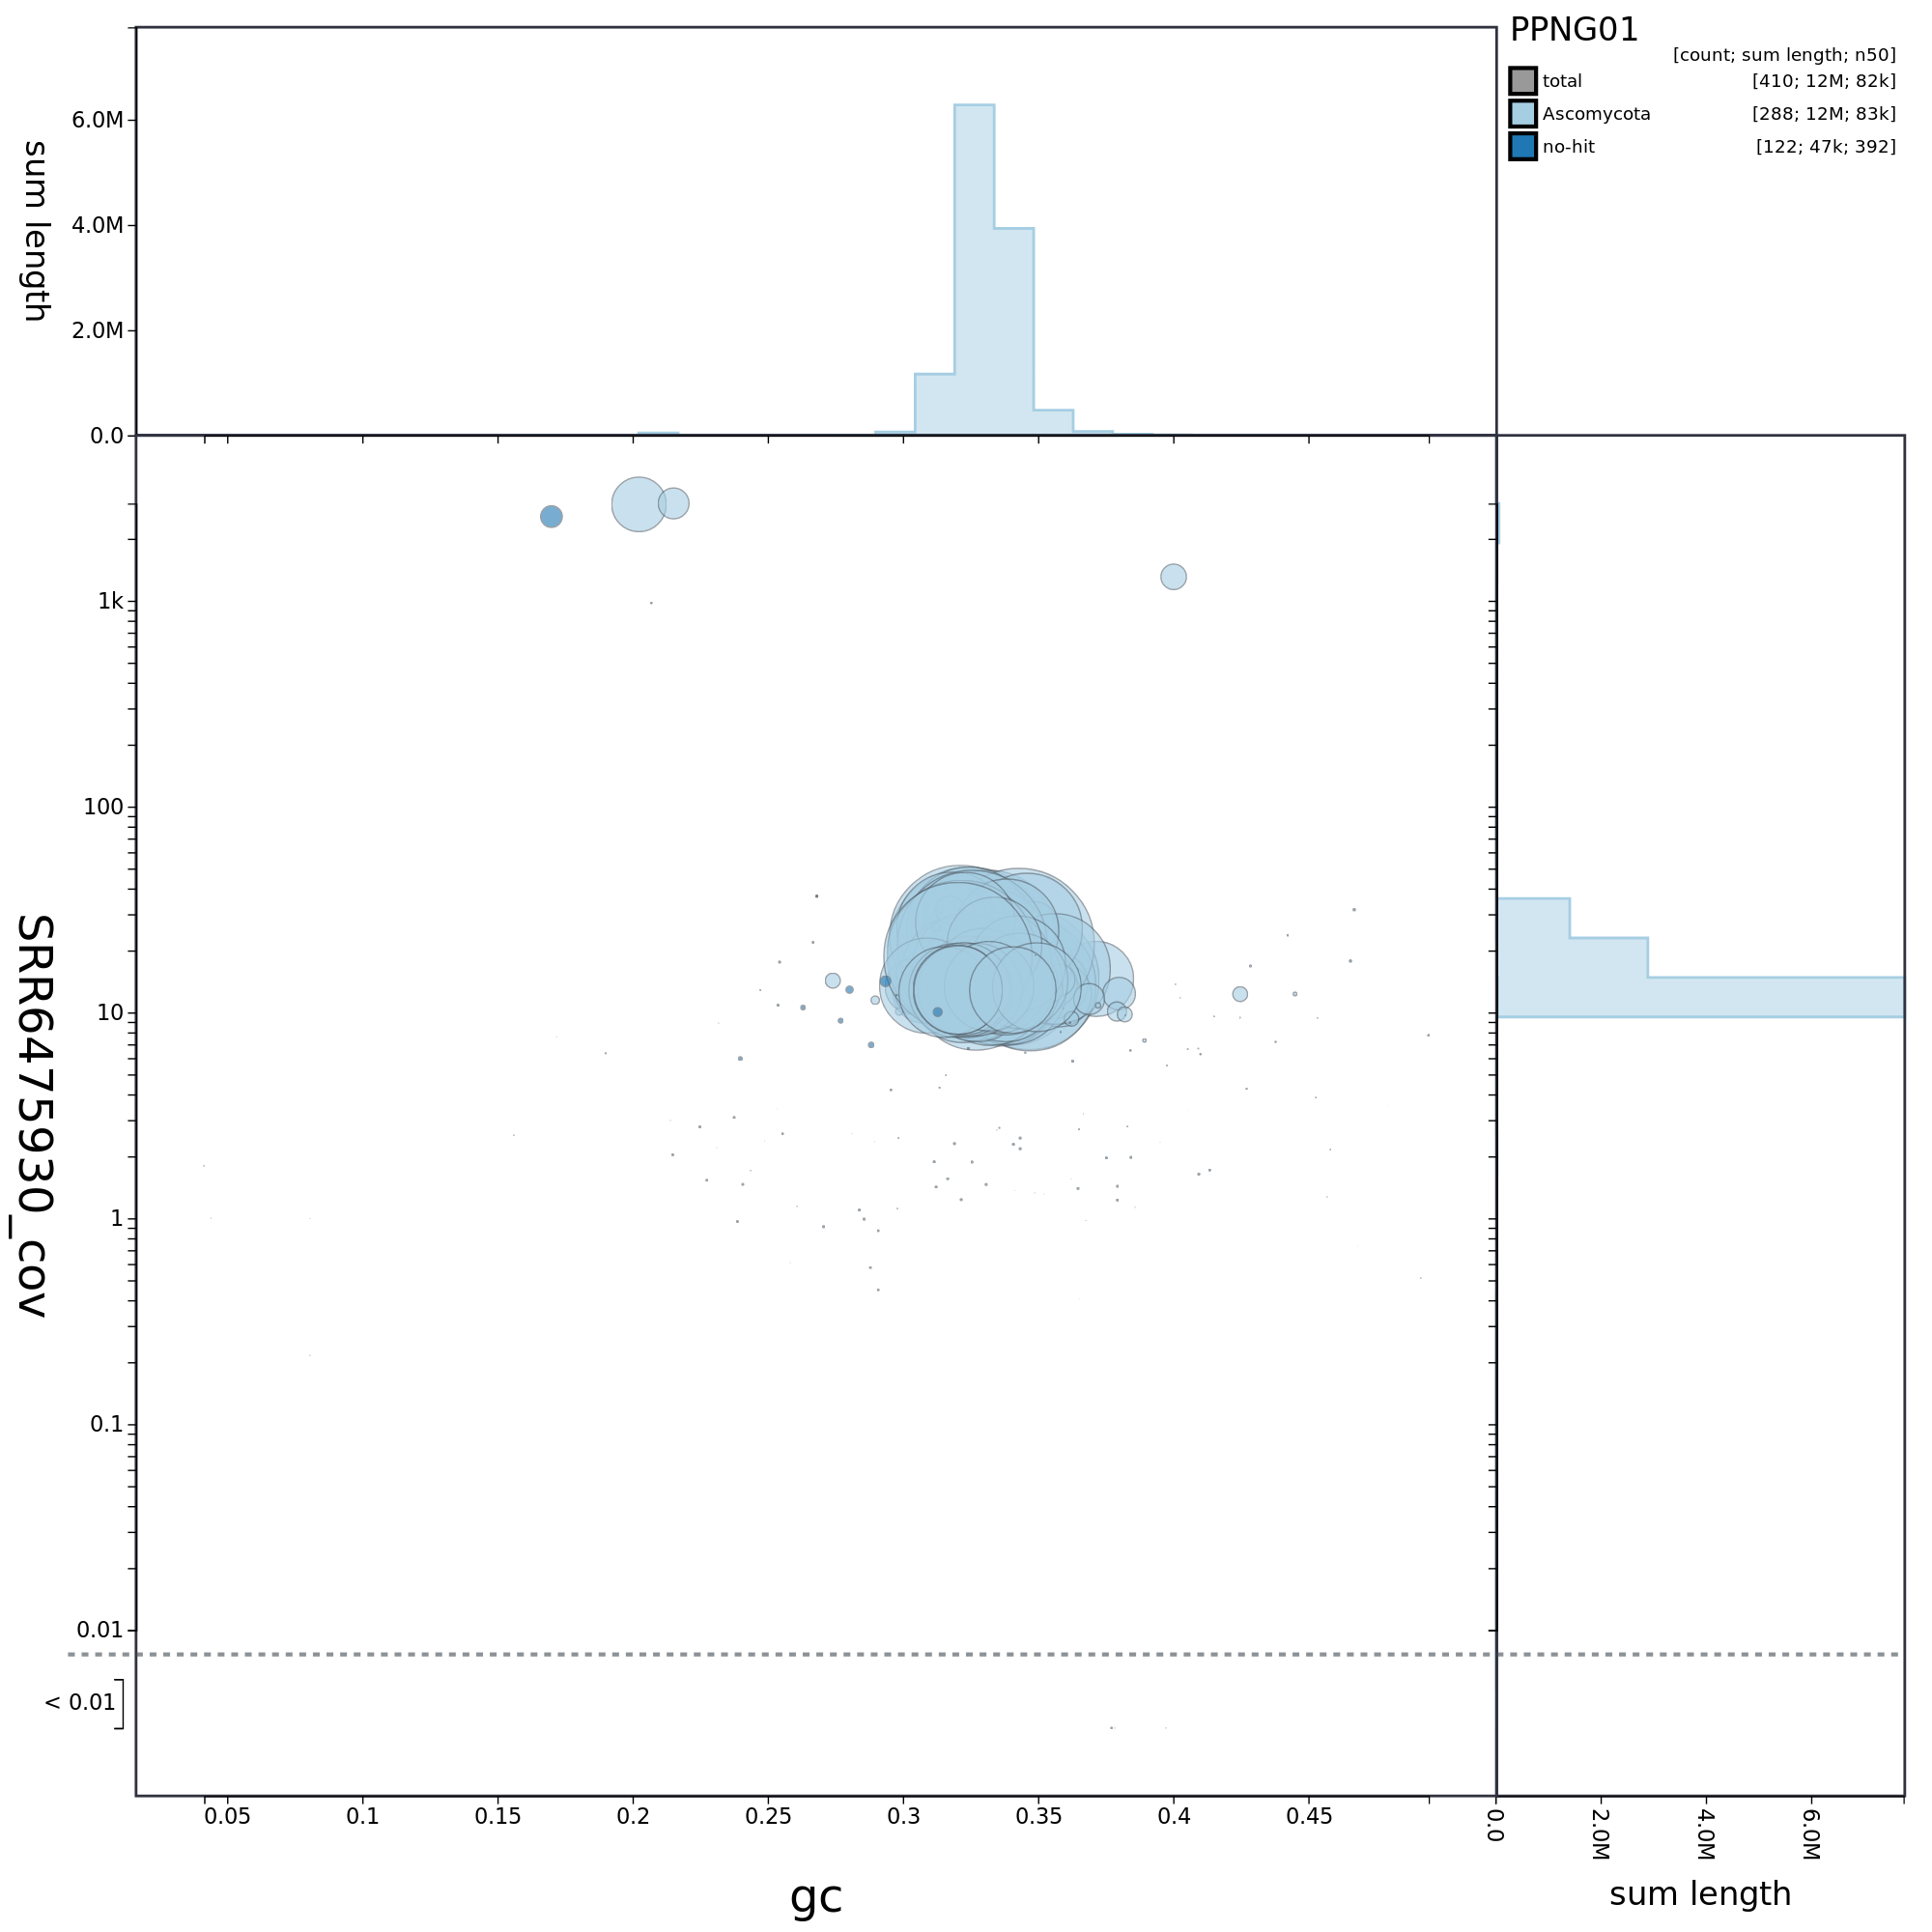 PPNG01
[count; sum length; n50]
total [410; 12M; 82k]
Ascomycota [288; 12M; 83k]
no-hit [122; 47k; 392]
sum length
6.0M
4.0M
2.0M
0.0
SRR6475930_cov
1k
100
10
1
0.1
0.01
< 0.01
0.05 0.1 0.15 0.2 0.25 0.3 0.35 0.4 0.45
gc
0.0 2.0M 4.0M 6.0M
sum length